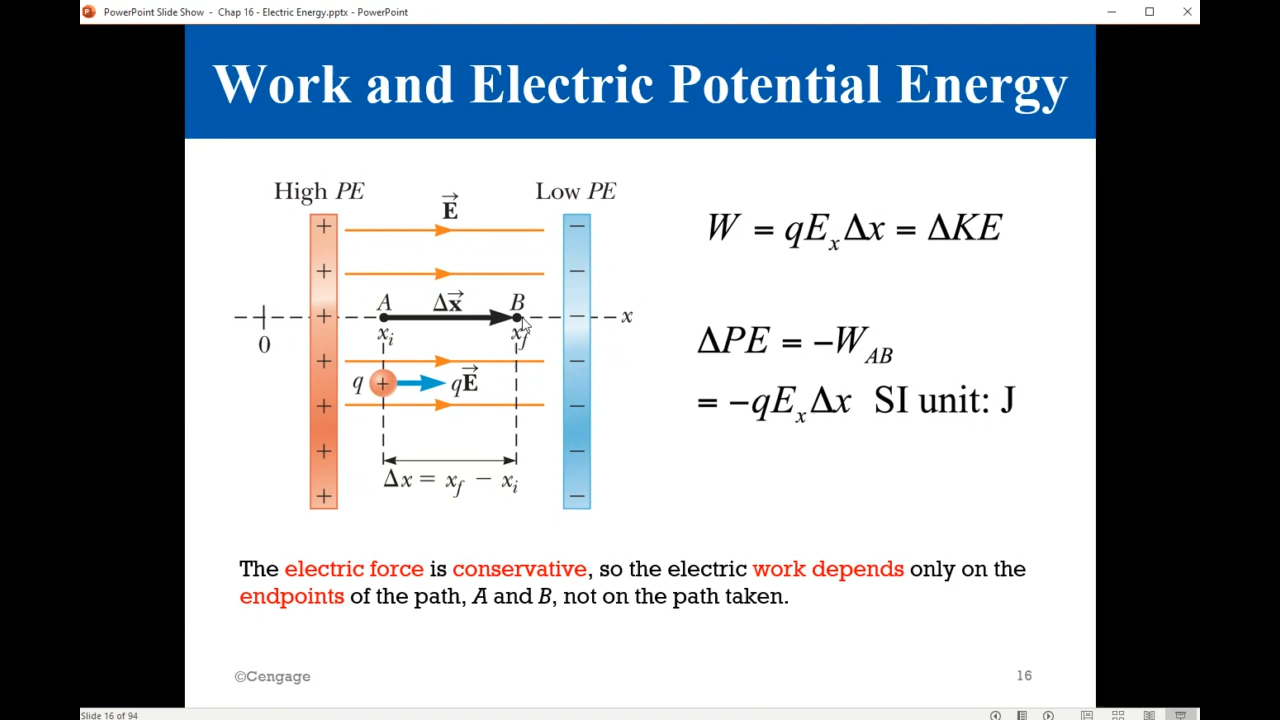 PowerPoint Slide Show - Chap 16 - Electric Energy.pptx - PowerPoint
Work and Electric Potential Energy
High PE
Low PE
E⃗
+ + + + + + +
− − − − − − −
A
Δx⃗
B
x
0
xᵢ
x_f
q
+
qE⃗
Δx = x_f − xᵢ
W = qEₓΔx = ΔKE
ΔPE = −W_AB
= −qEₓΔx SI unit: J
The electric force is conservative, so the electric work depends only on the
endpoints of the path, A and B, not on the path taken.
©Cengage
16
Slide 16 of 94